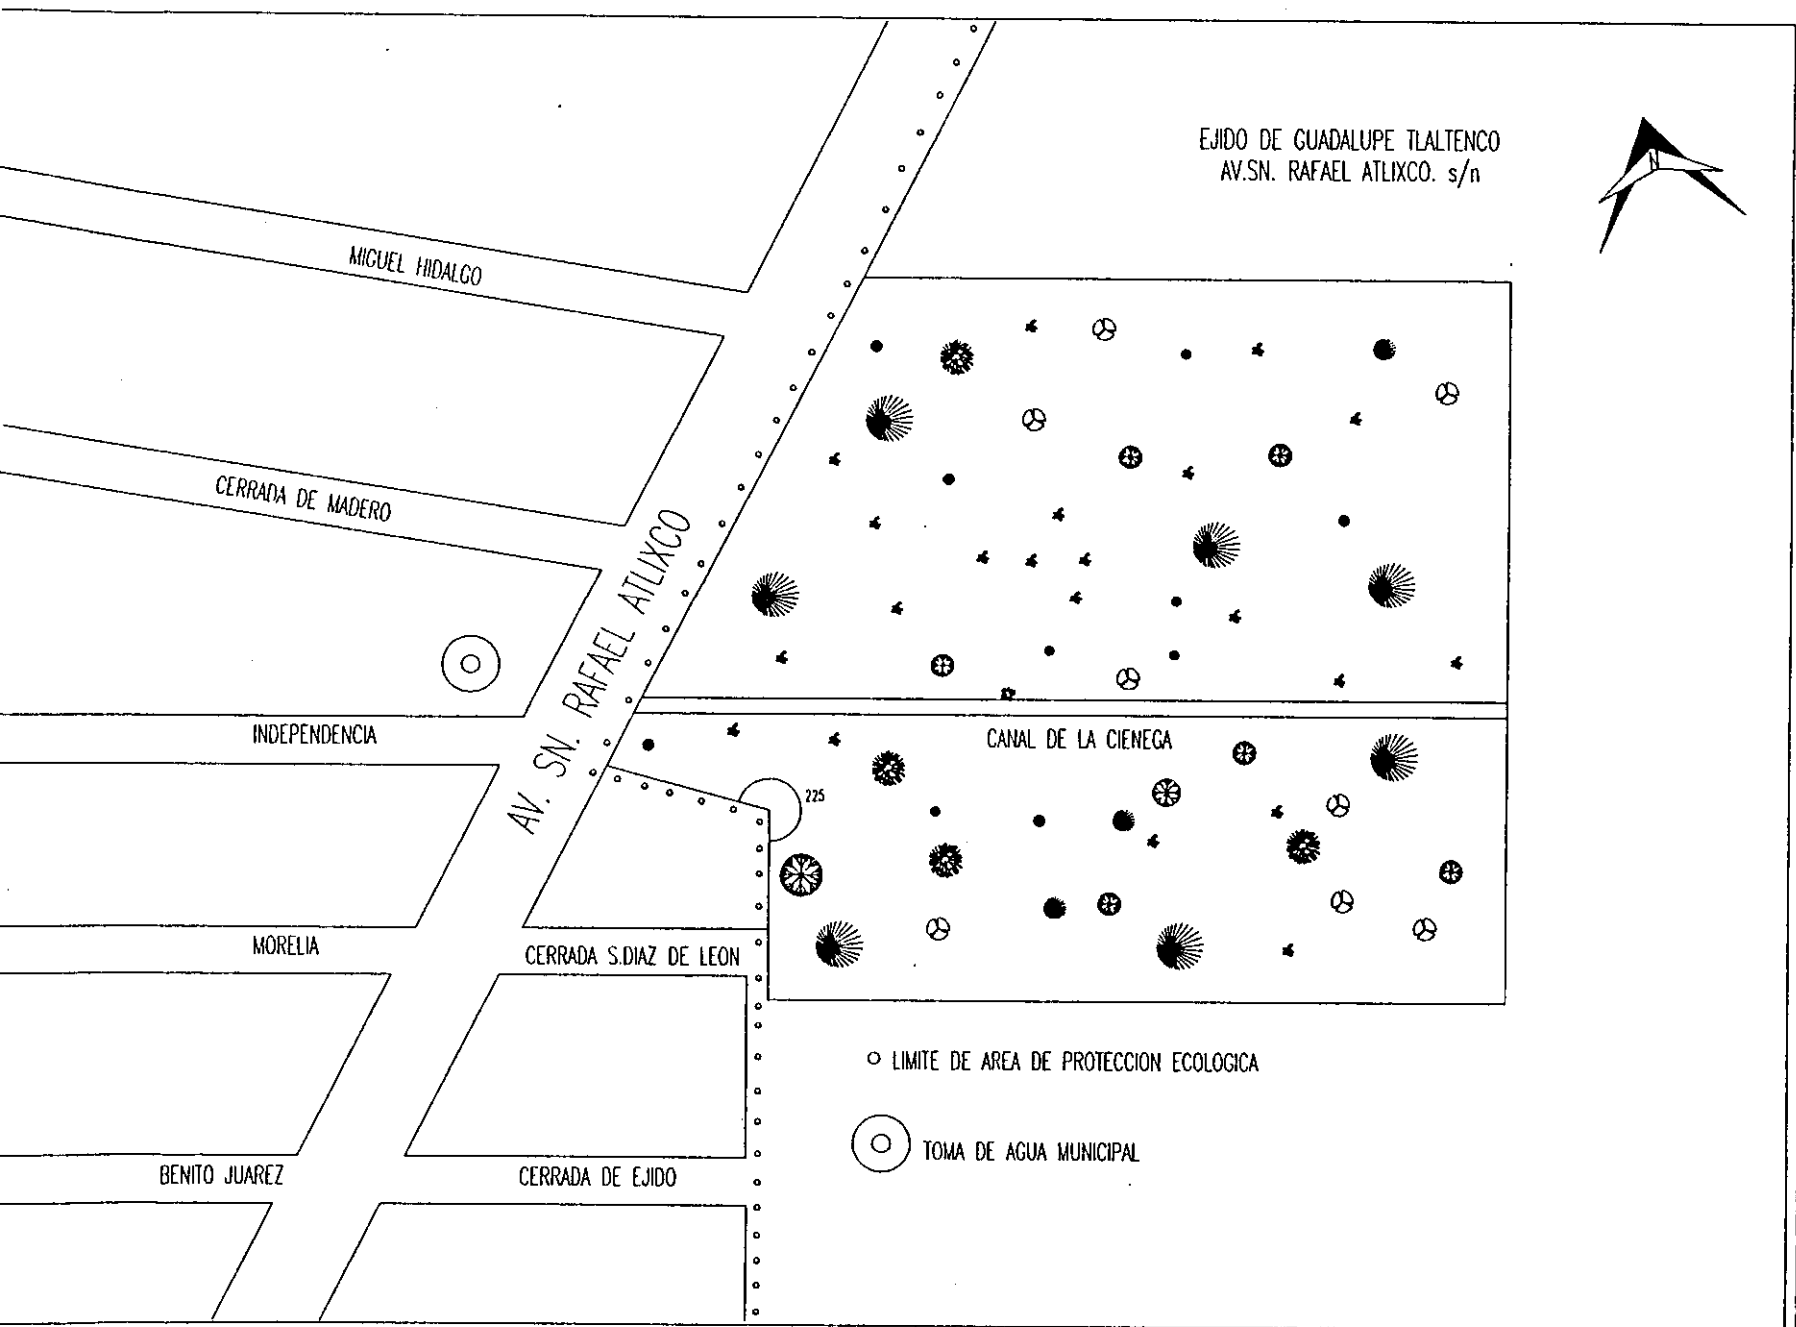 EJIDO DE GUADALUPE TLALTENCO
AV.SN. RAFAEL ATLIXCO. s/n
N
MIGUEL HIDALGO
CERRADA DE MADERO
AV. SN. RAFAEL ATLIXCO
INDEPENDENCIA
CANAL DE LA CIENEGA
225
MORELIA
CERRADA S.DIAZ DE LEON
LIMITE DE AREA DE PROTECCION ECOLOGICA
TOMA DE AGUA MUNICIPAL
BENITO JUAREZ
CERRADA DE EJIDO